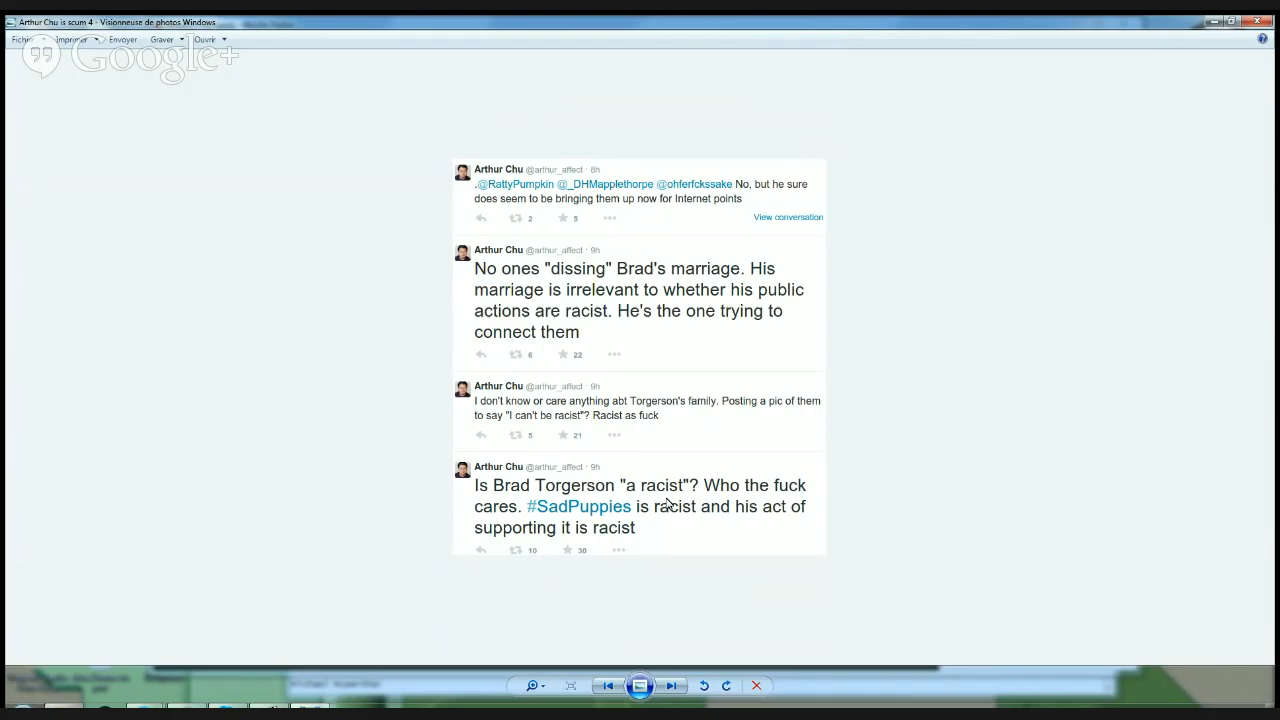 Arthur Chu is scum 4 - Visionneuse de photos Windows
Fichier Imprimer Envoyer Graver Ouvrir
Google+
Arthur Chu @arthur_affect · 8h
.@RattyPumpkin @_DHMapplethorpe @ohferfckssake No, but he sure
does seem to be bringing them up now for Internet points
2 5
View conversation
Arthur Chu @arthur_affect · 9h
No ones "dissing" Brad's marriage. His
marriage is irrelevant to whether his public
actions are racist. He's the one trying to
connect them
6 22
Arthur Chu @arthur_affect · 9h
I don't know or care anything abt Torgerson's family. Posting a pic of them
to say "I can't be racist"? Racist as fuck
5 21
Arthur Chu @arthur_affect · 9h
Is Brad Torgerson "a racist"? Who the fuck
cares. #SadPuppies is racist and his act of
supporting it is racist
10 30